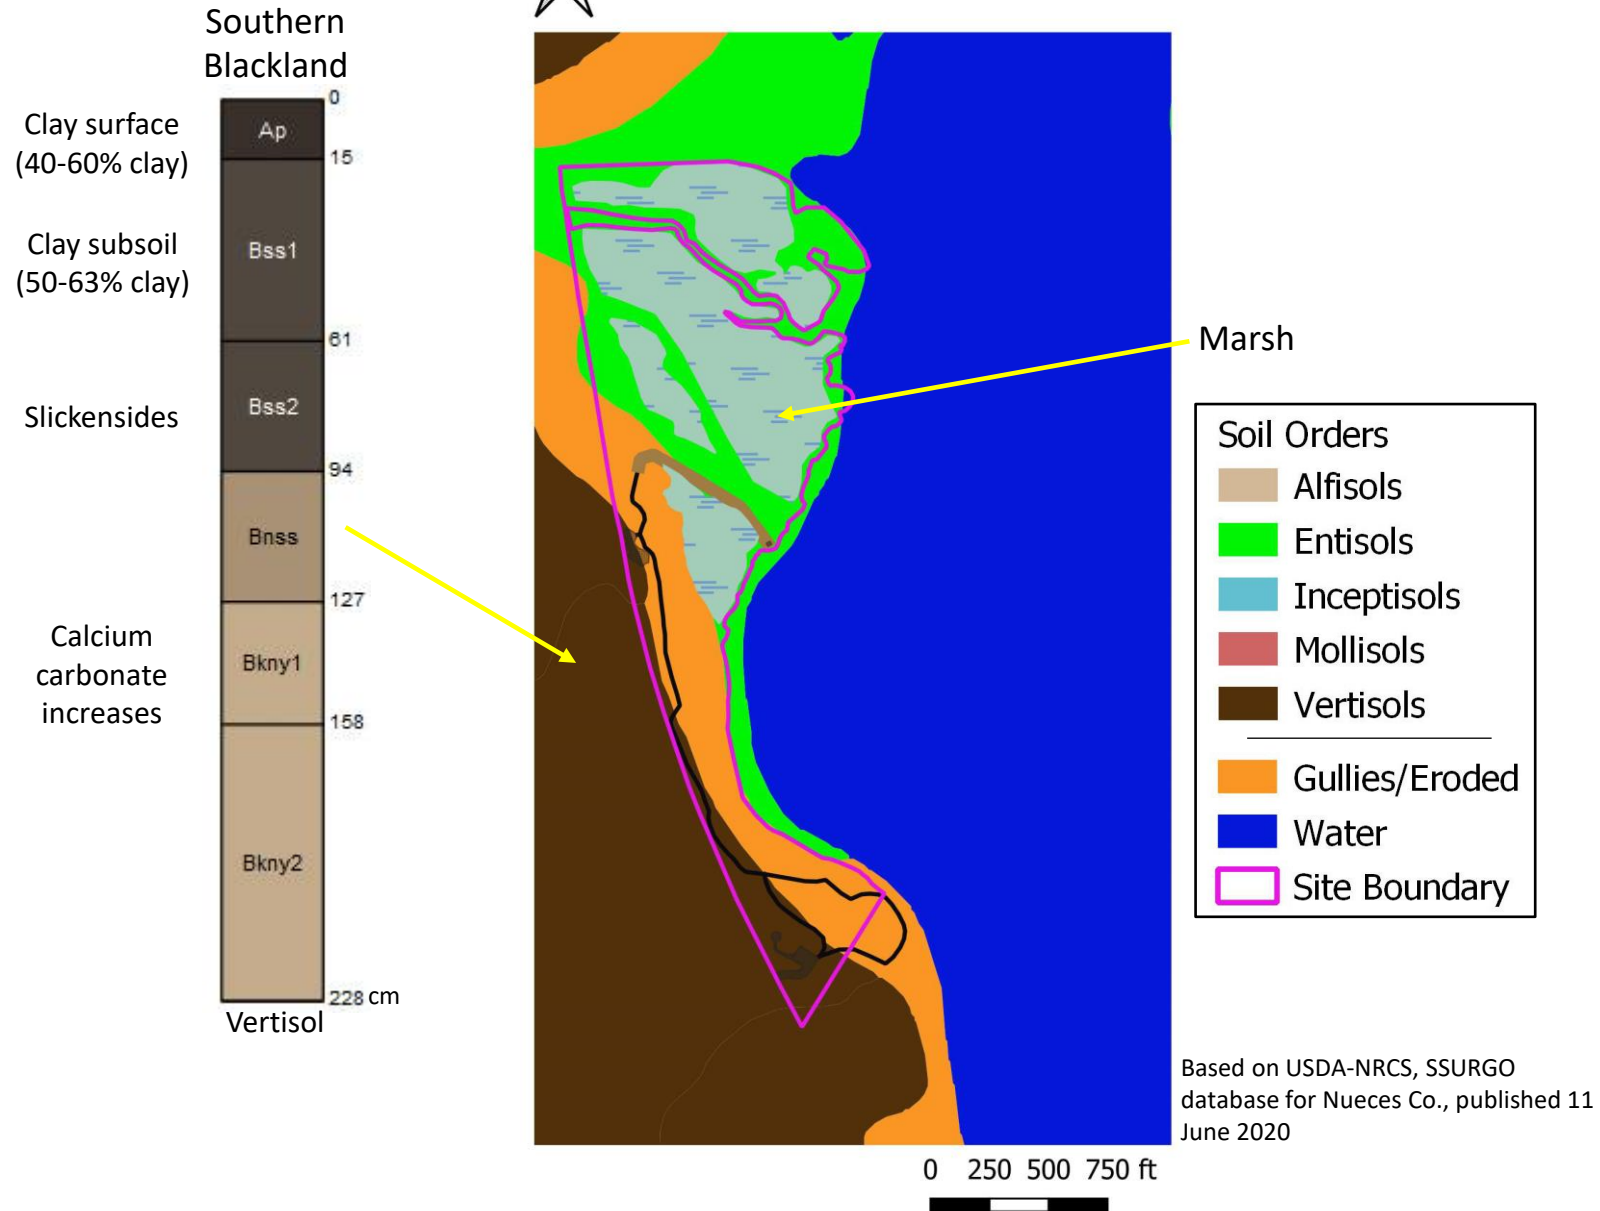 Southern
Blackland
0
Clay surface
(40-60% clay)
Ap
15
Clay subsoil
(50-63% clay)
Bss1
61
Slickensides
Bss2
94
Bnss
127
Calcium
carbonate
increases
Bkny1
158
Bkny2
228 cm
Vertisol
Marsh
Soil Orders
Alfisols
Entisols
Inceptisols
Mollisols
Vertisols
Gullies/Eroded
Water
Site Boundary
Based on USDA-NRCS, SSURGO
database for Nueces Co., published 11
June 2020
0 250 500 750 ft